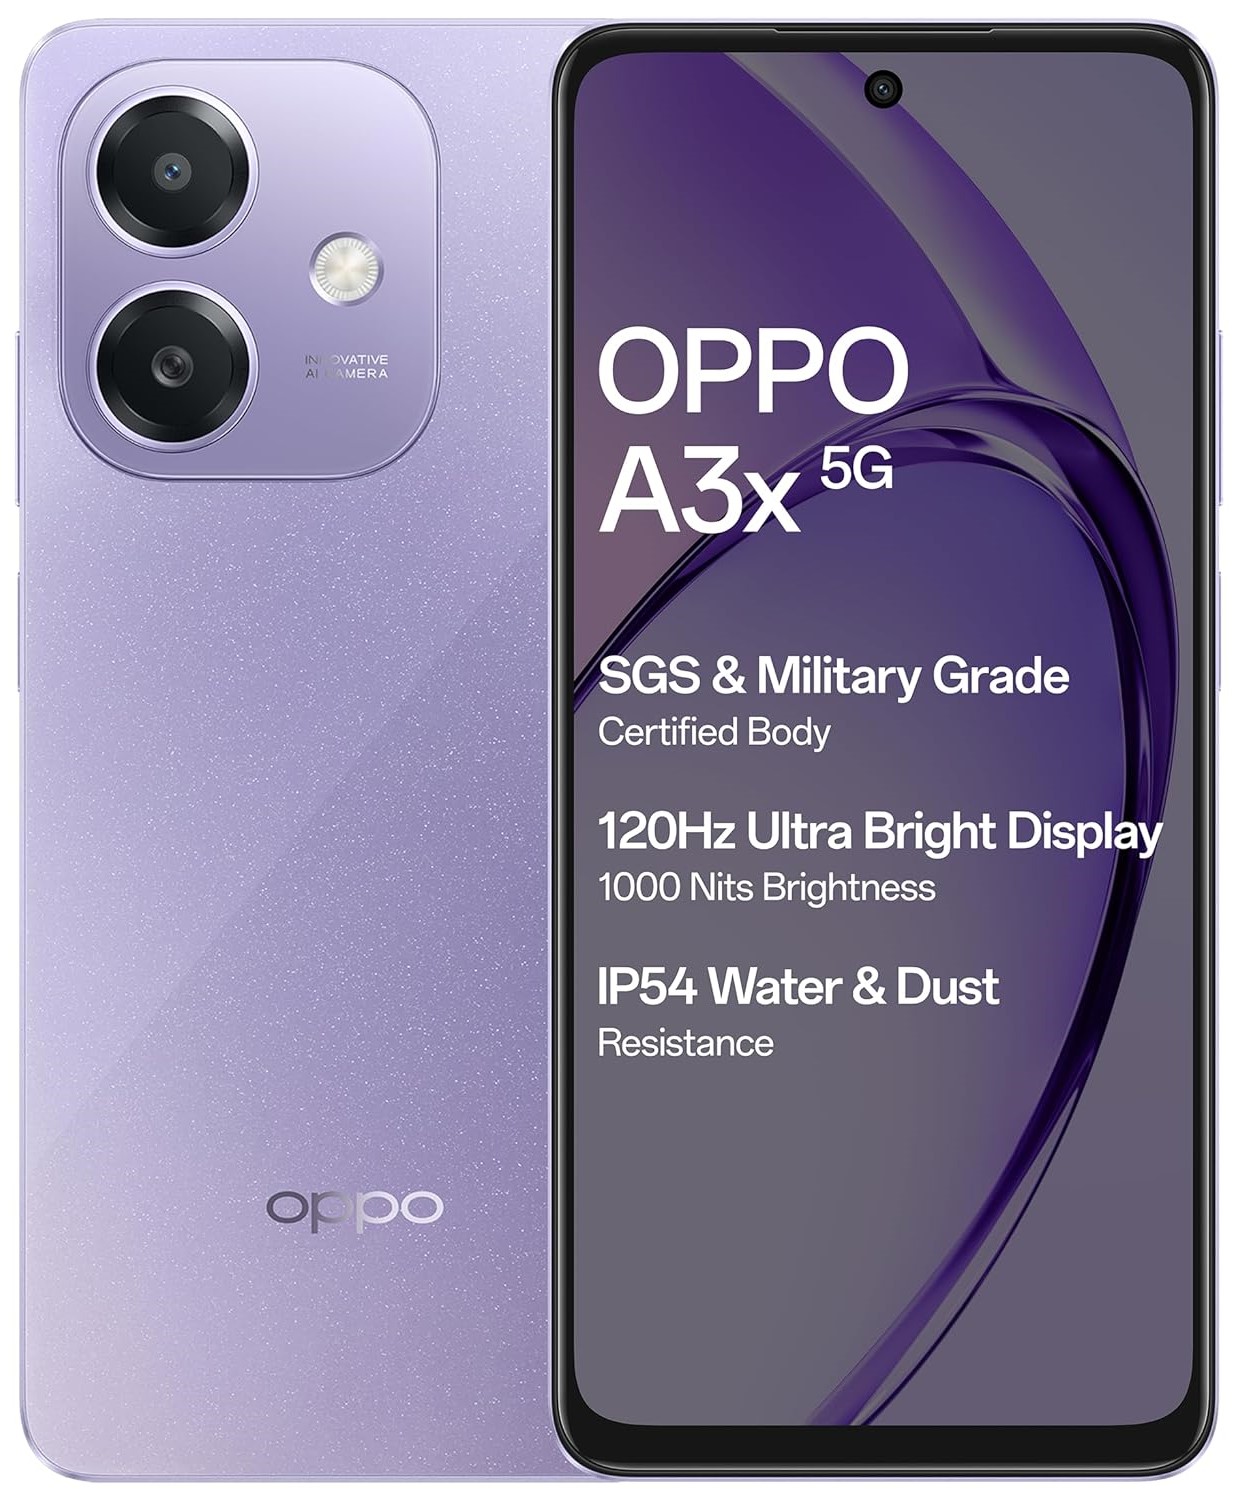 INNOVATIVE
AI CAMERA
oppo
OPPO
A3x 5G
SGS & Military Grade
Certified Body
120Hz Ultra Bright Display
1000 Nits Brightness
IP54 Water & Dust
Resistance